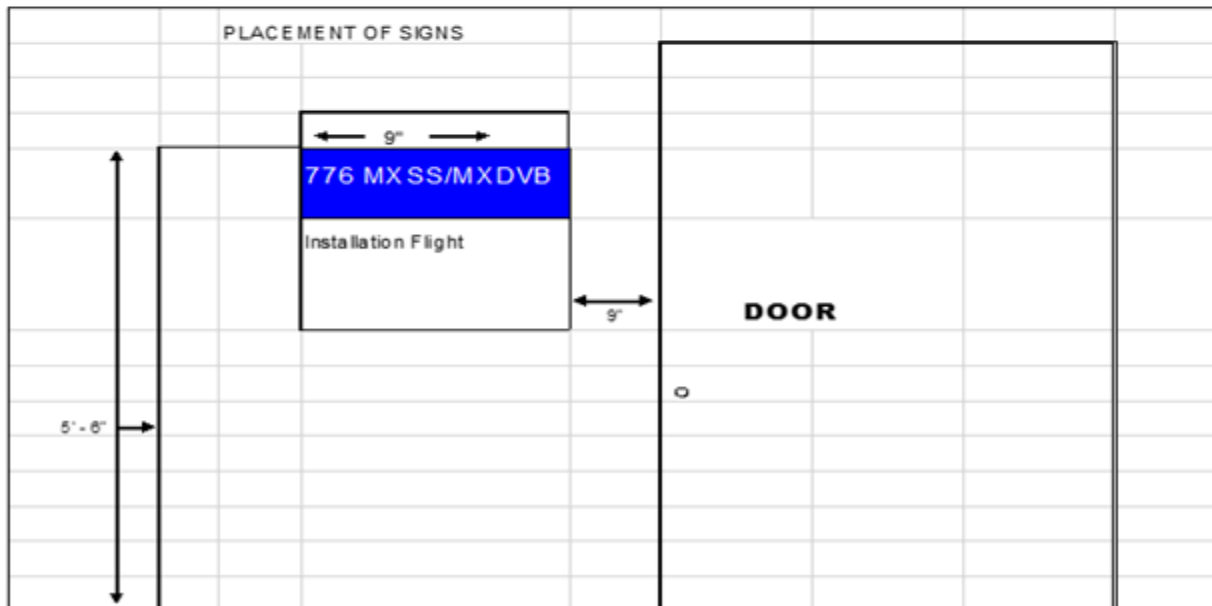 PLACEMENT OF SIGNS
9"
776 MXSS/MXDVB
Installation Flight
9"
DOOR
5' - 6"